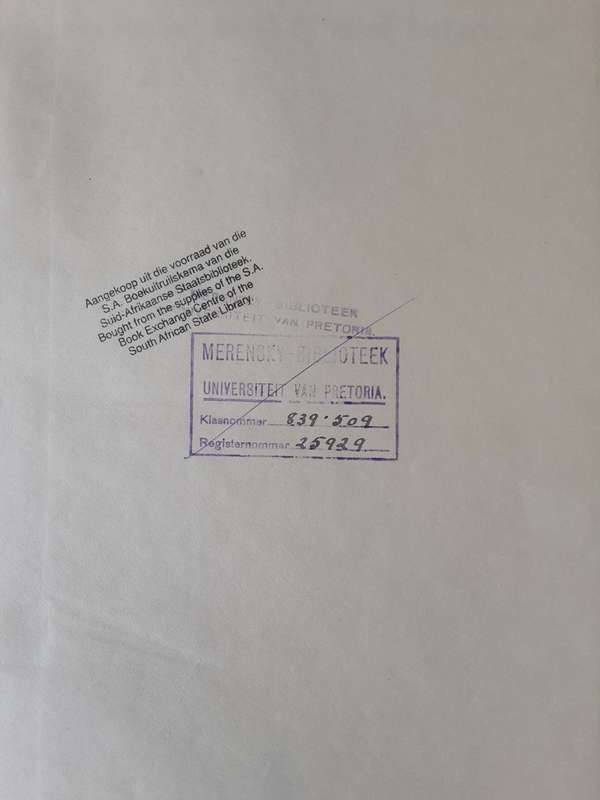 Aangekoop uit die voorraad van die
S.A. Boekuitruilskema van die
Suid-Afrikaanse Staatsbiblioteek.
Bought from the supplies of the S.A.
Book Exchange Centre of the
South African State Library.
BIBLIOTEEK
VAN PRETORIA.
MERENSKY-BIBLIOTEEK
UNIVERSITEIT VAN PRETORIA.
Klasnommer 839.509
Registernommer 25929